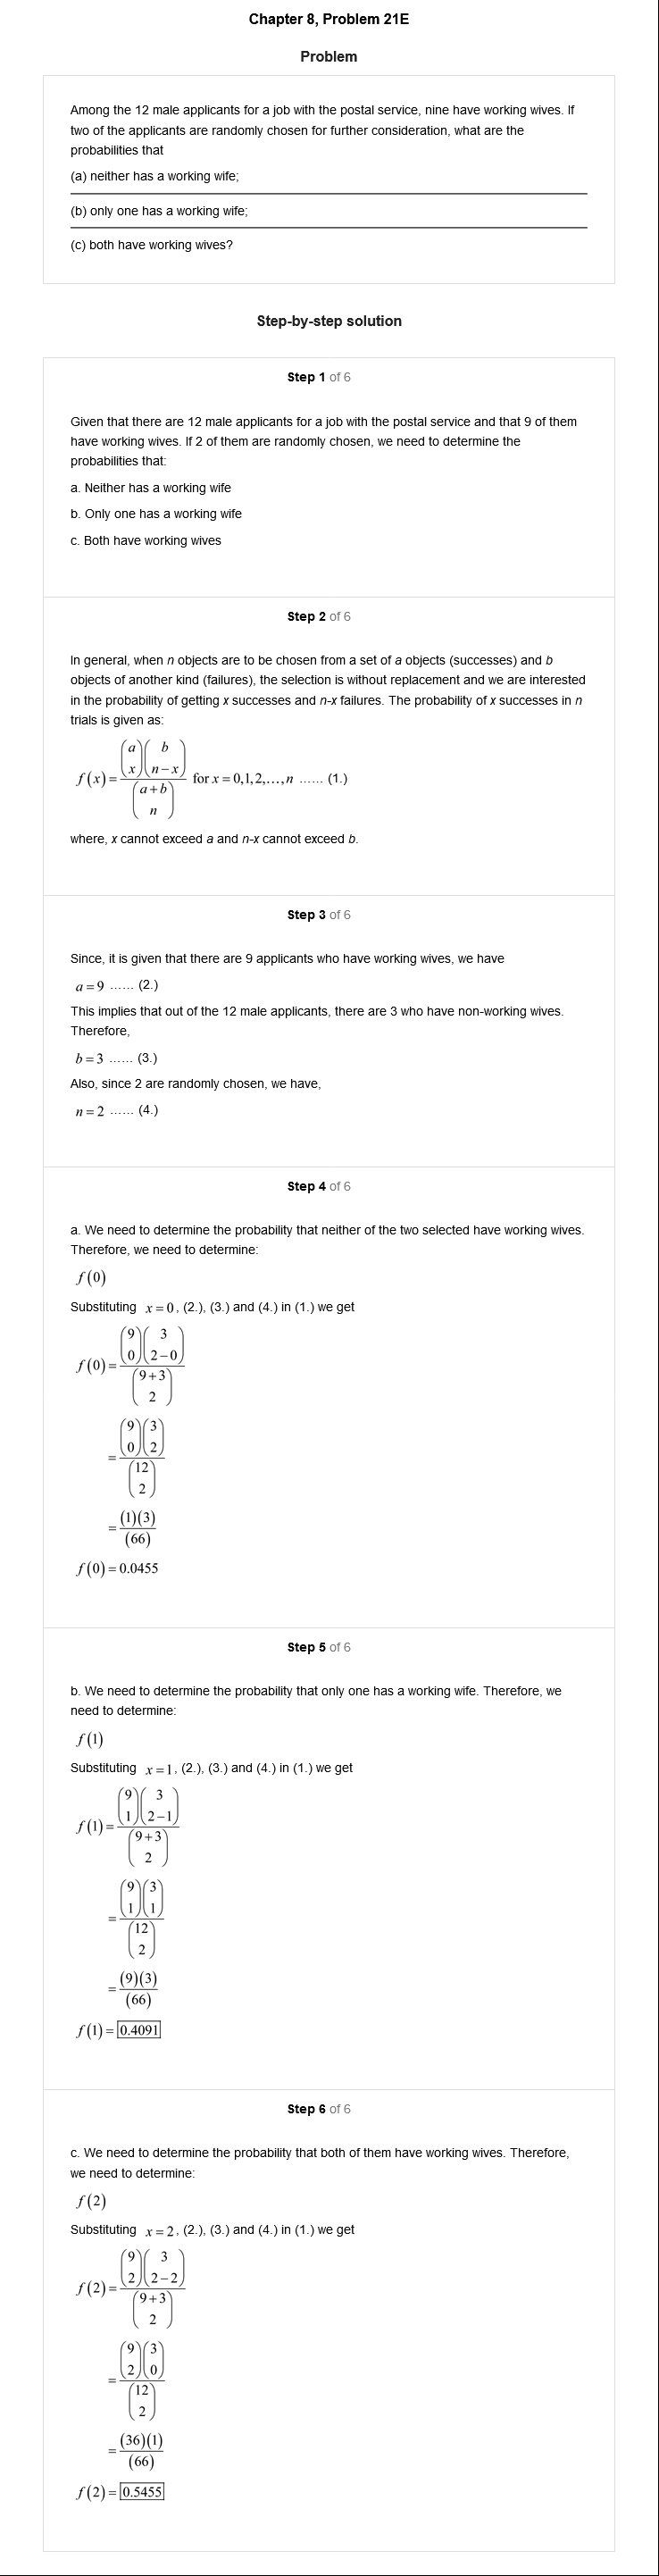 Chapter 8, Problem 21E
Problem
Among the 12 male applicants for a job with the postal service, nine have working wives. If
two of the applicants are randomly chosen for further consideration, what are the
probabilities that
(a) neither has a working wife;
(b) only one has a working wife;
(c) both have working wives?
Step-by-step solution
Step 1 of 6
Given that there are 12 male applicants for a job with the postal service and that 9 of them
have working wives. If 2 of them are randomly chosen, we need to determine the
probabilities that:
a. Neither has a working wife
b. Only one has a working wife
c. Both have working wives
Step 2 of 6
In general, when n objects are to be chosen from a set of a objects (successes) and b
objects of another kind (failures), the selection is without replacement and we are interested
in the probability of getting x successes and n-x failures. The probability of x successes in n
trials is given as:
f(x) = \frac{\binom{a}{x}\binom{b}{n-x}}{\binom{a+b}{n}} for x = 0,1,2,...,n ...... (1.)
where, x cannot exceed a and n-x cannot exceed b.
Step 3 of 6
Since, it is given that there are 9 applicants who have working wives, we have
a = 9 ...... (2.)
This implies that out of the 12 male applicants, there are 3 who have non-working wives.
Therefore,
b = 3 ...... (3.)
Also, since 2 are randomly chosen, we have,
n = 2 ...... (4.)
Step 4 of 6
a. We need to determine the probability that neither of the two selected have working wives.
Therefore, we need to determine:
f(0)
Substituting x = 0, (2.), (3.) and (4.) in (1.) we get
f(0) = \frac{\binom{9}{0}\binom{3}{2-0}}{\binom{9+3}{2}}
= \frac{\binom{9}{0}\binom{3}{2}}{\binom{12}{2}}
= \frac{(1)(3)}{(66)}
f(0) = 0.0455
Step 5 of 6
b. We need to determine the probability that only one has a working wife. Therefore, we
need to determine:
f(1)
Substituting x = 1, (2.), (3.) and (4.) in (1.) we get
f(1) = \frac{\binom{9}{1}\binom{3}{2-1}}{\binom{9+3}{2}}
= \frac{\binom{9}{1}\binom{3}{1}}{\binom{12}{2}}
= \frac{(9)(3)}{(66)}
f(1) = 0.4091
Step 6 of 6
c. We need to determine the probability that both of them have working wives. Therefore,
we need to determine:
f(2)
Substituting x = 2, (2.), (3.) and (4.) in (1.) we get
f(2) = \frac{\binom{9}{2}\binom{3}{2-2}}{\binom{9+3}{2}}
= \frac{\binom{9}{2}\binom{3}{0}}{\binom{12}{2}}
= \frac{(36)(1)}{(66)}
f(2) = 0.5455